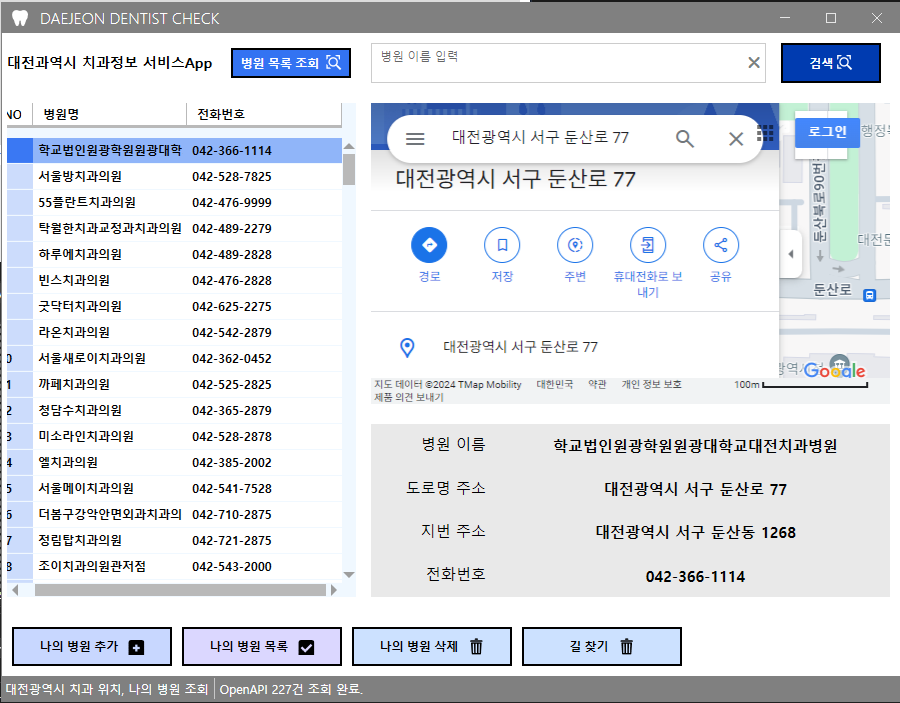 DAEJEON DENTIST CHECK
대전광역시 치과정보 서비스App
병원 목록 조회
병원 이름 입력
검색
NO 병원명 전화번호
학교법인원광학원원광대학 042-366-1114
서울방치과의원 042-528-7825
55플란트치과의원 042-476-9999
탁월한치과교정과치과의원 042-489-2279
하루에치과의원 042-489-2828
빈스치과의원 042-476-2828
굿닥터치과의원 042-625-2275
라온치과의원 042-542-2879
0 서울새로이치과의원 042-362-0452
1 까페치과의원 042-525-2825
2 청담수치과의원 042-365-2879
3 미소라인치과의원 042-528-2878
4 엘치과의원 042-385-2002
5 서울메이치과의원 042-541-7528
6 더봄구강악안면외과치과의 042-710-2875
7 정림탑치과의원 042-721-2875
8 조이치과의원관저점 042-543-2000
대전광역시 서구 둔산로 77
로그인
행정복
대전광역시 서구 둔산로 77
둔산북로90번
경로
저장
주변
휴대전화로 보내기
공유
대전둔
둔산로
대전광역시 서구 둔산로 77
Google
지도 데이터 ©2024 TMap Mobility 대한민국 약관 개인 정보 보호 100m
제품 의견 보내기
병원 이름 학교법인원광학원원광대학교대전치과병원
도로명 주소 대전광역시 서구 둔산로 77
지번 주소 대전광역시 서구 둔산동 1268
전화번호 042-366-1114
나의 병원 추가
나의 병원 목록
나의 병원 삭제
길 찾기
대전광역시 치과 위치, 나의 병원 조회 OpenAPI 227건 조회 완료.